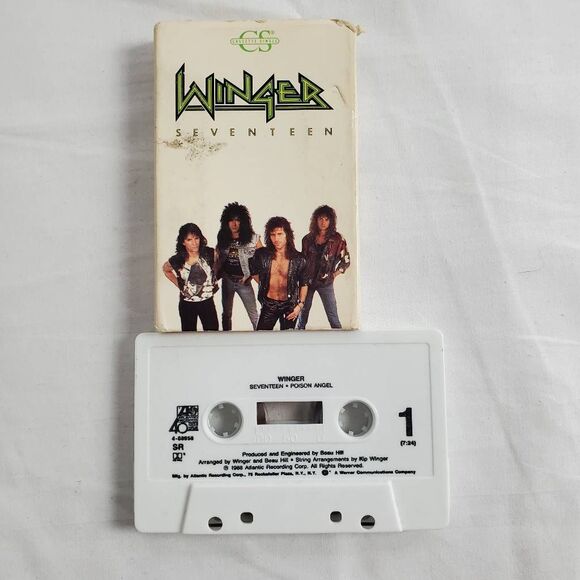 CS®
CASSETTE SINGLE
WINGER
SEVENTEEN
WINGER
SEVENTEEN • POISON ANGEL
40
4-88958
SR
1
(7:24)
Produced and Engineered by Beau Hill
Arranged by Winger and Beau Hill • String Arrangements by Kip Winger
℗ 1988 Atlantic Recording Corp. All Rights Reserved.
Mfg. by Atlantic Recording Corp., 75 Rockefeller Plaza, N.Y., N.Y. A Warner Communications Company